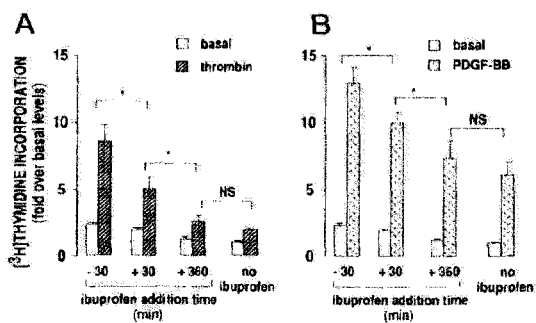 A
basal
thrombin
[³H]THYMIDINE INCORPORATION
(fold over basal levels)
15
10
5
0
*
*
NS
- 30
+ 30
+ 360
no
ibuprofen
ibuprofen addition time
(min)
B
basal
PDGF-BB
15
10
5
0
*
*
NS
-30
+30
+ 360
no
ibuprofen
ibuprofen addition time
(min)